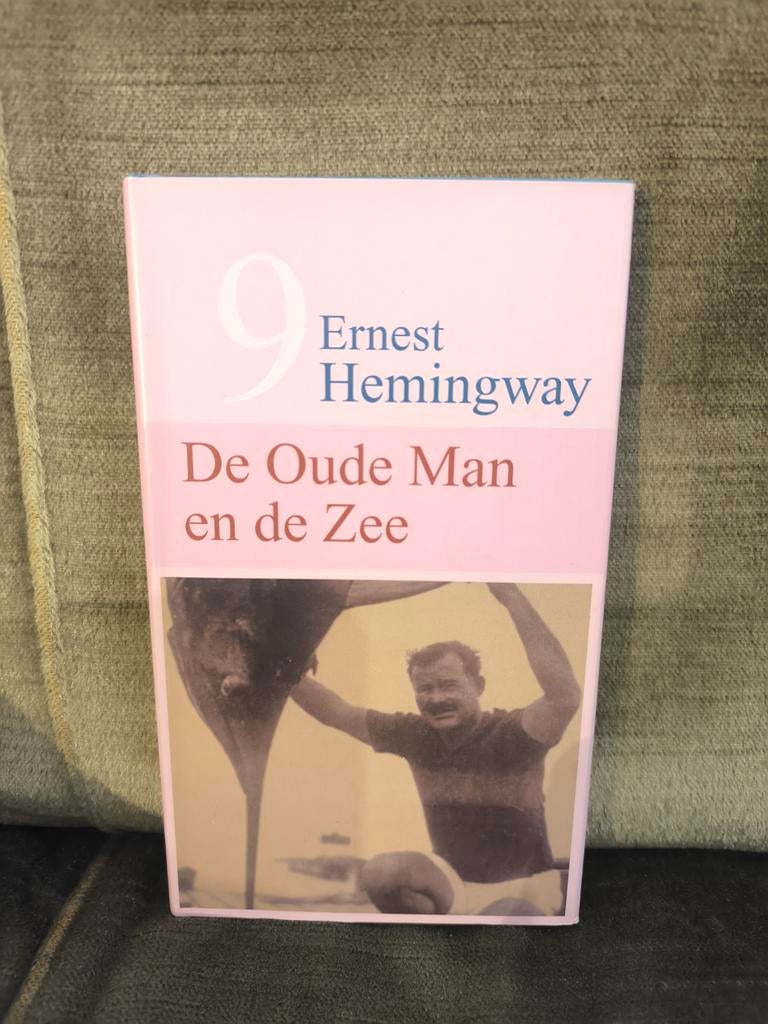 9
Ernest
Hemingway
De Oude Man
en de Zee